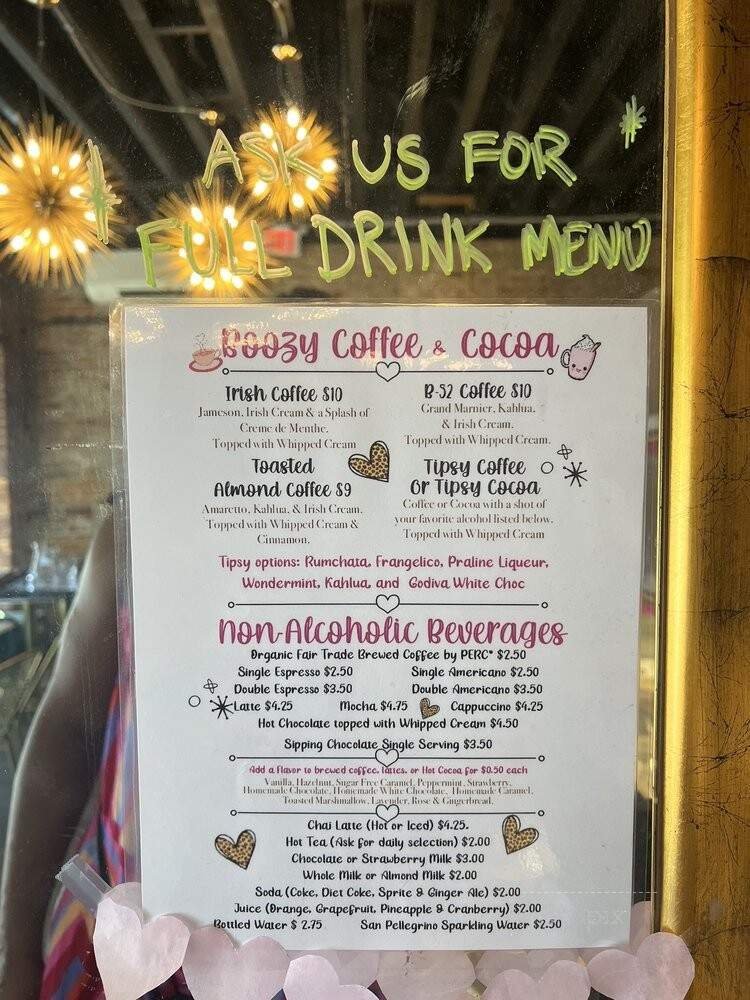 ASK US FOR
FULL DRINK MENU
Boozy Coffee & Cocoa
Irish Coffee $10
Jameson, Irish Cream & a Splash of
Creme de Menthe.
Topped with Whipped Cream
B-52 Coffee $10
Grand Marnier, Kahlua,
& Irish Cream.
Topped with Whipped Cream.
Toasted
Almond Coffee $9
Amaretto, Kahlua, & Irish Cream.
Topped with Whipped Cream &
Cinnamon.
Tipsy Coffee
Or Tipsy Cocoa
Coffee or Cocoa with a shot of
your favorite alcohol listed below.
Topped with Whipped Cream
Tipsy options: Rumchata, Frangelico, Praline Liqueur,
Wondermint, Kahlua, and Godiva White Choc
Non-Alcoholic Beverages
Organic Fair Trade Brewed Coffee by PERC* $2.50
Single Espresso $2.50 Single Americano $2.50
Double Espresso $3.50 Double Americano $3.50
Latte $4.25 Mocha $4.75 Cappuccino $4.25
Hot Chocolate topped with Whipped Cream $4.50
Sipping Chocolate Single Serving $3.50
Add a flavor to brewed coffee, lattes, or Hot Cocoa for $0.50 each
Vanilla, Hazelnut, Sugar Free Caramel, Peppermint, Strawberry,
Homemade Chocolate, Homemade White Chocolate, Homemade Caramel,
Toasted Marshmallow, Lavender, Rose & Gingerbread.
Chai Latte (Hot or Iced) $4.25.
Hot Tea (Ask for daily selection) $2.00
Chocolate or Strawberry Milk $3.00
Whole Milk or Almond Milk $2.00
Soda (Coke, Diet Coke, Sprite & Ginger Ale) $2.00
Juice (Orange, Grapefruit, Pineapple & Cranberry) $2.00
Bottled Water $ 2.75 San Pellegrino Sparkling Water $2.50